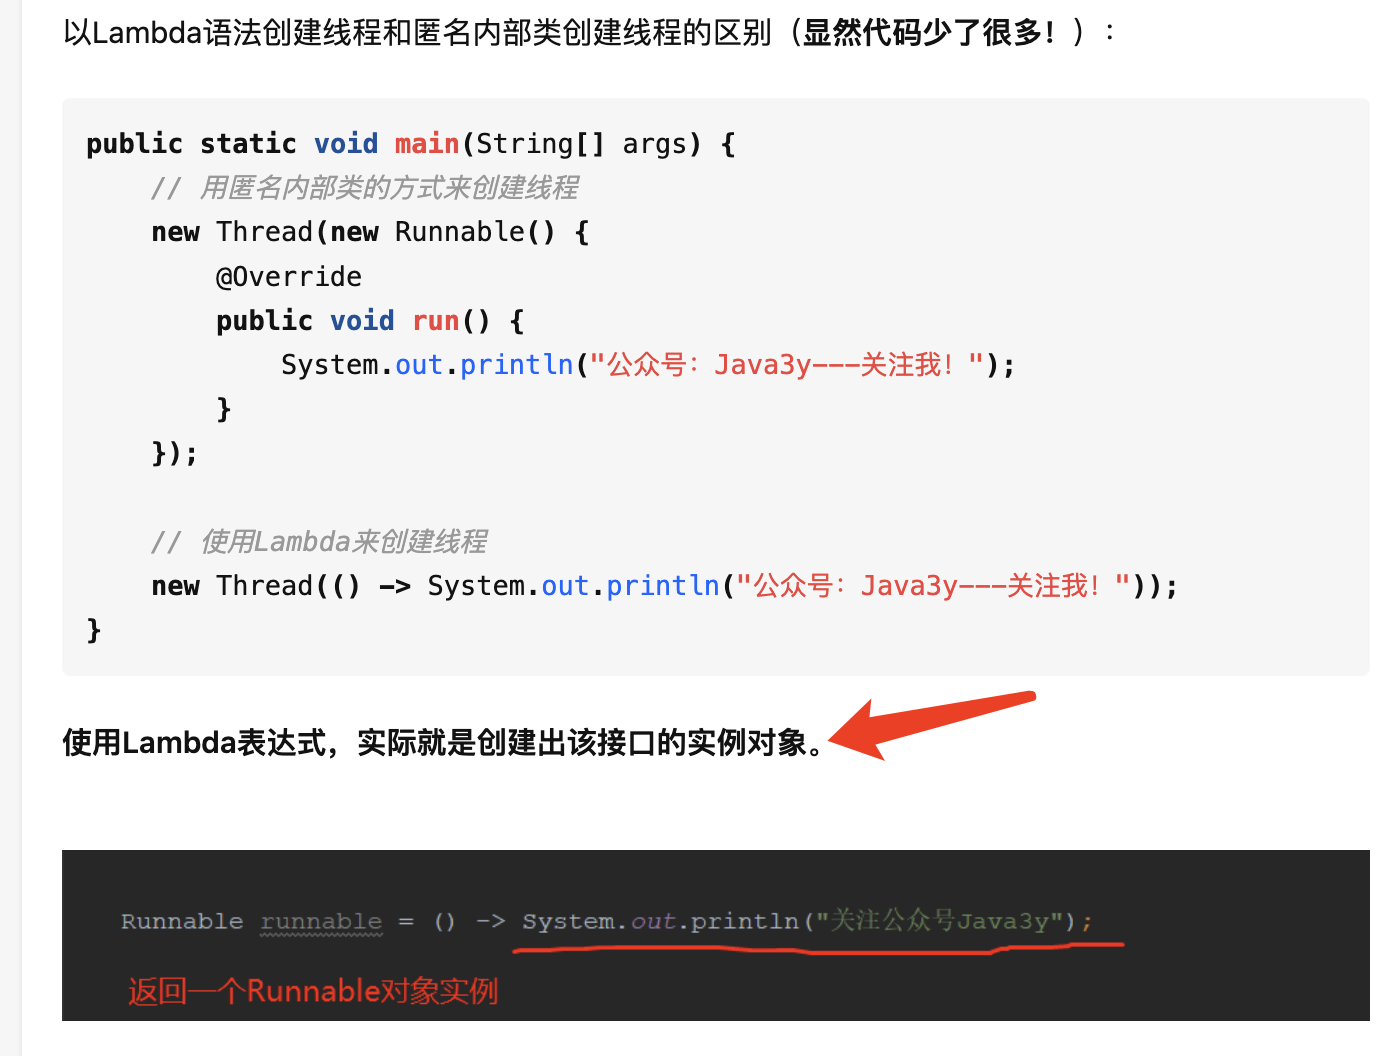 以Lambda语法创建线程和匿名内部类创建线程的区别（显然代码少了很多！）：
public static void main(String[] args) {
    // 用匿名内部类的方式来创建线程
    new Thread(new Runnable() {
        @Override
        public void run() {
            System.out.println("公众号：Java3y---关注我！");
        }
    });

    // 使用Lambda来创建线程
    new Thread(() -> System.out.println("公众号：Java3y---关注我！"));
}
使用Lambda表达式，实际就是创建出该接口的实例对象。
Runnable runnable = () -> System.out.println("关注公众号Java3y");
返回一个Runnable对象实例